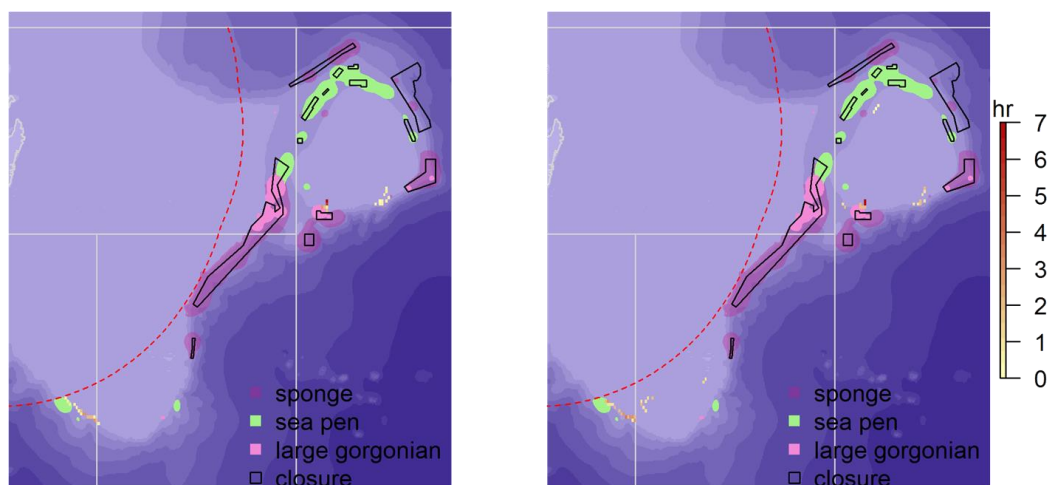 hr
7
6
5
4
3
2
1
0
sponge
sea pen
large gorgonian
closure
sponge
sea pen
large gorgonian
closure